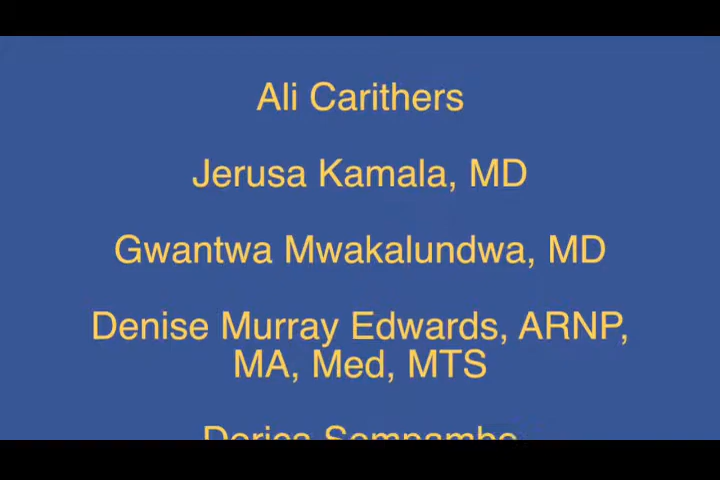 Ali Carithers
Jerusa Kamala, MD
Gwantwa Mwakalundwa, MD
Denise Murray Edwards, ARNP,
MA, Med, MTS